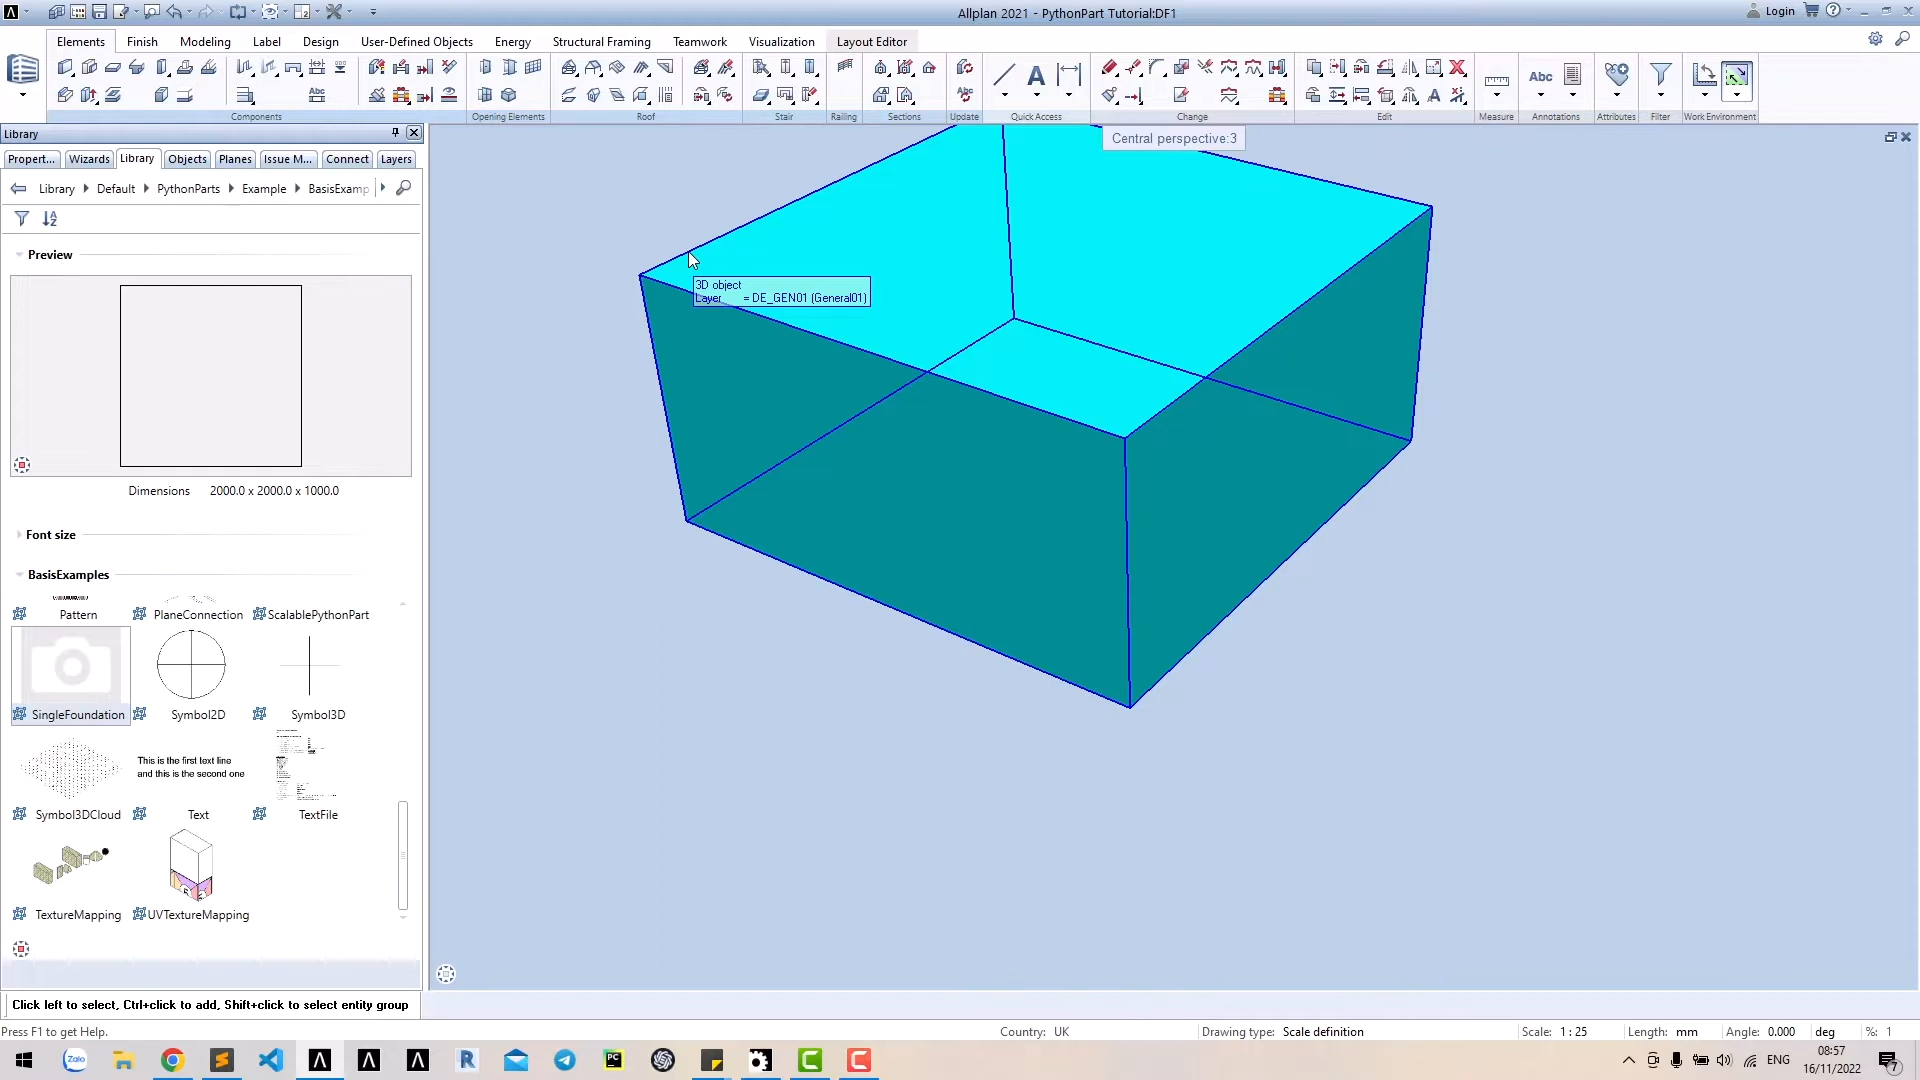 Allplan 2021 - PythonPart Tutorial:DF1
Login
Elements
Finish
Modeling
Label
Design
User-Defined Objects
Energy
Structural Framing
Teamwork
Visualization
Layout Editor
Components
Opening Elements
Roof
Stair
Railing
Sections
Update
Quick Access
Change
Edit
Measure
Annotations
Attributes
Filter
Work Environment
Abc
Library
Propert...
Wizards
Library
Objects
Planes
Issue M...
Connect
Layers
Library
Default
PythonParts
Example
BasisExamp
Preview
Dimensions 2000.0 x 2000.0 x 1000.0
Font size
BasisExamples
Pattern
PlaneConnection
ScalablePythonPart
SingleFoundation
Symbol2D
Symbol3D
This is the first text line
and this is the second one
Symbol3DCloud
Text
TextFile
TextureMapping
UVTextureMapping
Central perspective:3
3D object
Layer = DE_GEN01 (General01)
Click left to select, Ctrl+click to add, Shift+click to select entity group
Press F1 to get Help.
Country: UK
Drawing type: Scale definition
Scale: 1 : 25
Length: mm
Angle: 0.000 deg
%: 1
Zalo
PC
ENG
08:57
16/11/2022
7